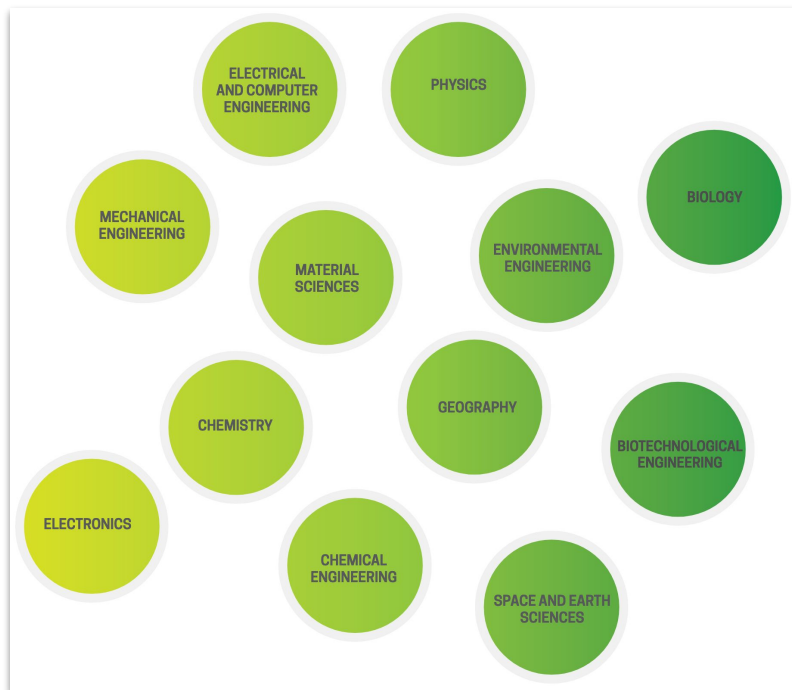 ELECTRICAL
AND COMPUTER
ENGINEERING
PHYSICS
BIOLOGY
MECHANICAL
ENGINEERING
MATERIAL
SCIENCES
ENVIRONMENTAL
ENGINEERING
CHEMISTRY
GEOGRAPHY
BIOTECHNOLOGICAL
ENGINEERING
ELECTRONICS
CHEMICAL
ENGINEERING
SPACE AND EARTH
SCIENCES